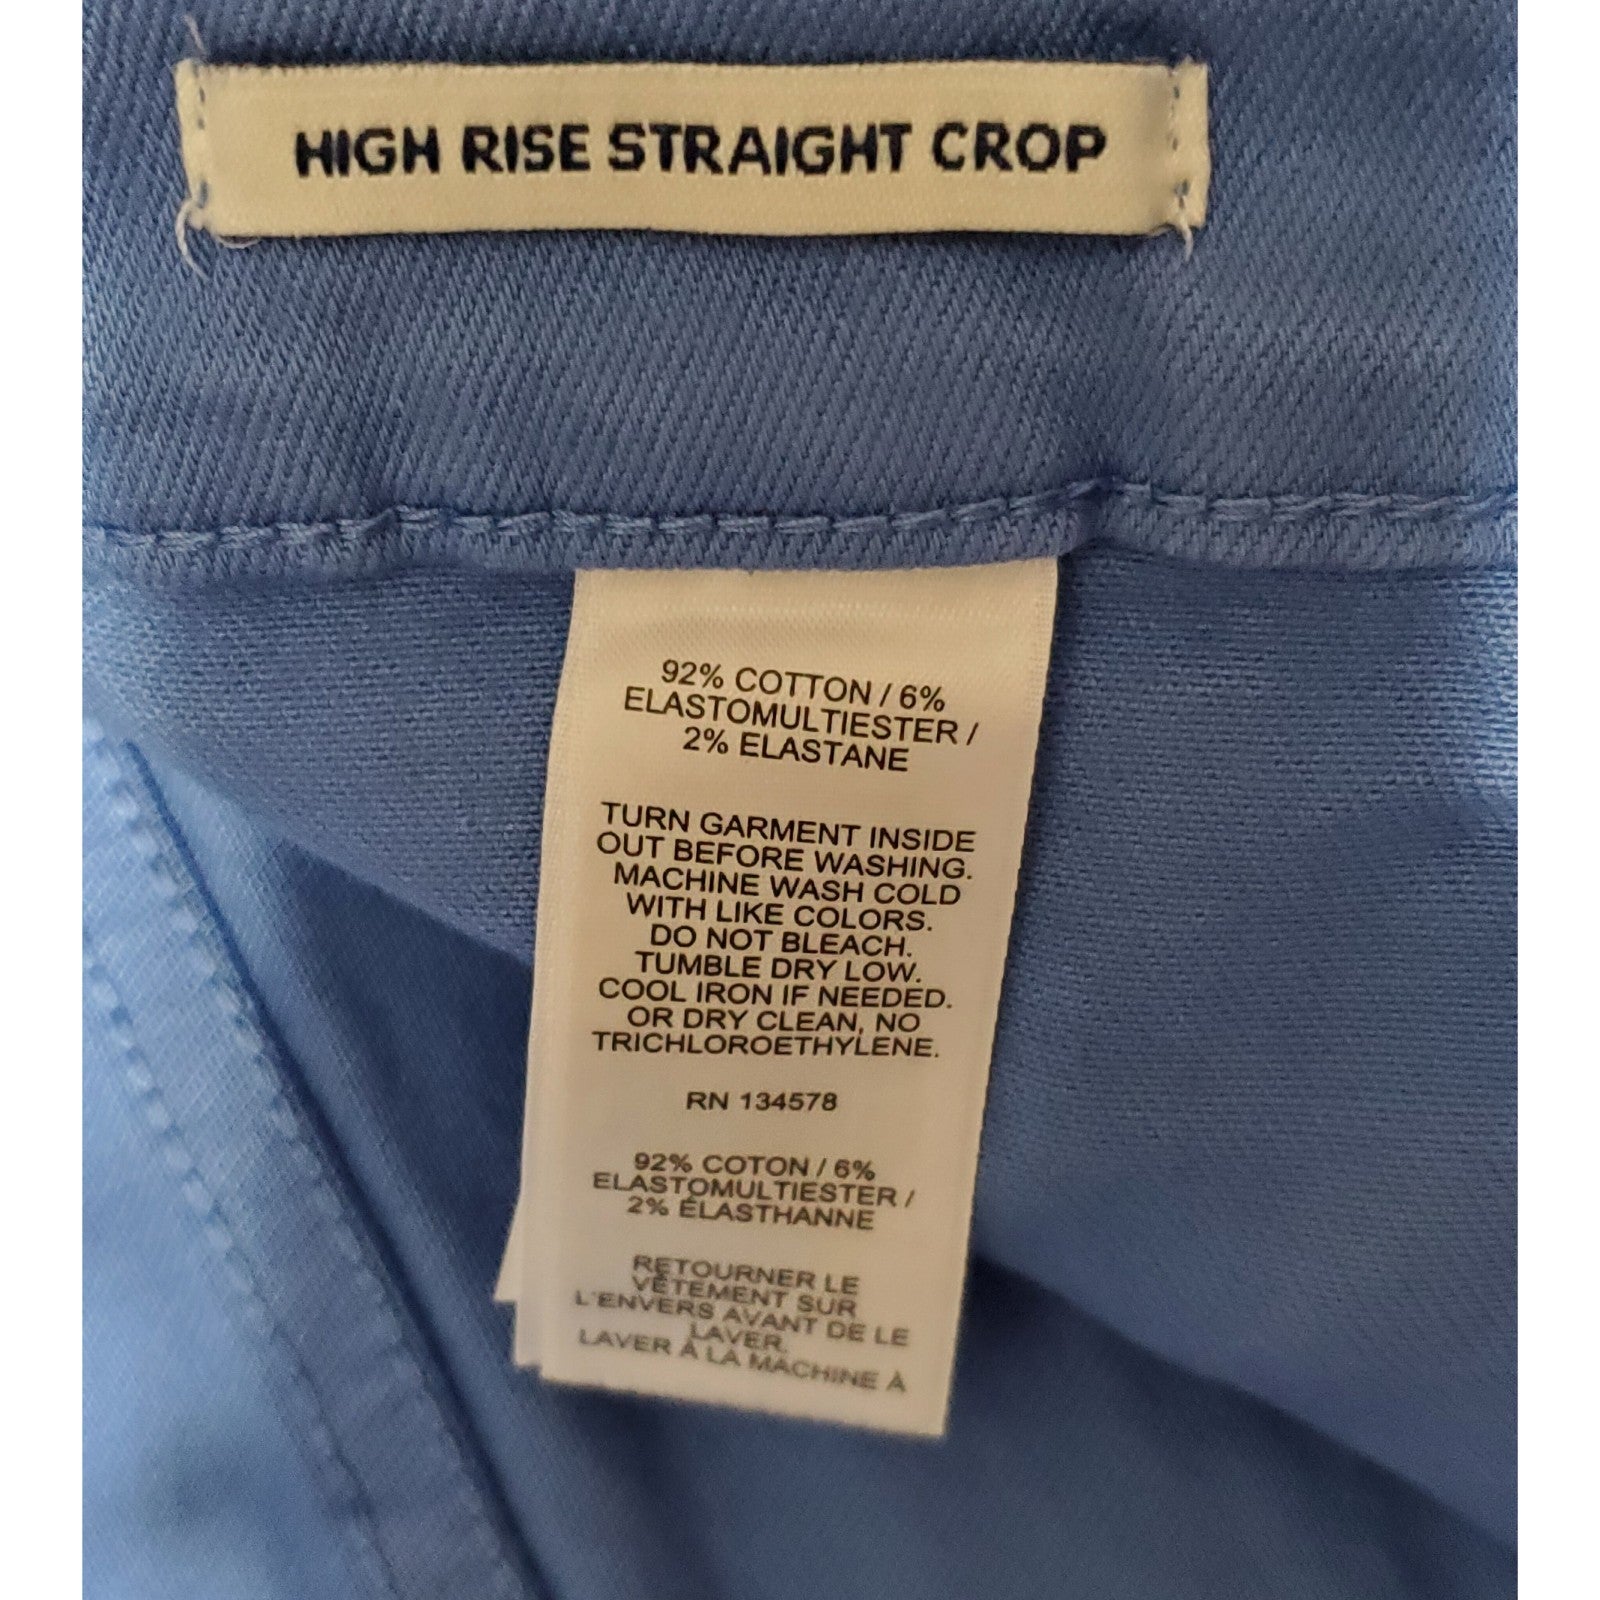 HIGH RISE STRAIGHT CROP
92% COTTON / 6%
ELASTOMULTIESTER /
2% ELASTANE
TURN GARMENT INSIDE
OUT BEFORE WASHING.
MACHINE WASH COLD
WITH LIKE COLORS.
DO NOT BLEACH.
TUMBLE DRY LOW.
COOL IRON IF NEEDED.
OR DRY CLEAN, NO
TRICHLOROETHYLENE.
RN 134578
92% COTON / 6%
ELASTOMULTIESTER /
2% ÉLASTHANNE
RETOURNER LE
VÊTEMENT SUR
L'ENVERS AVANT DE LE
LAVER.
LAVER À LA MACHINE À